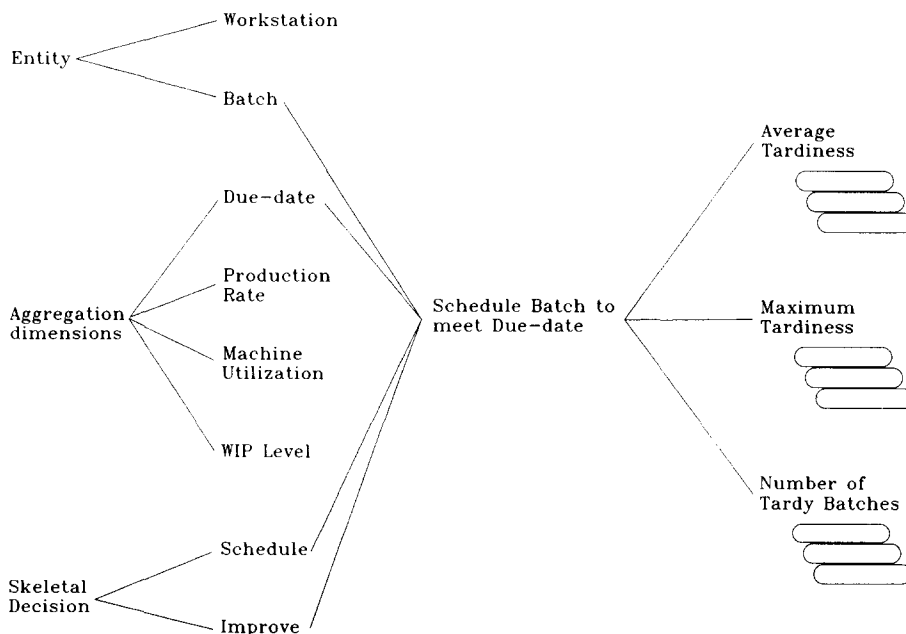 Workstation
Entity
Batch
Average
Tardiness
Due-date
Production
Rate
Aggregation
dimensions
Schedule Batch to
meet Due-date
Maximum
Tardiness
Machine
Utilization
WIP Level
Number of
Tardy Batches
Schedule
Skeletal
Decision
Improve